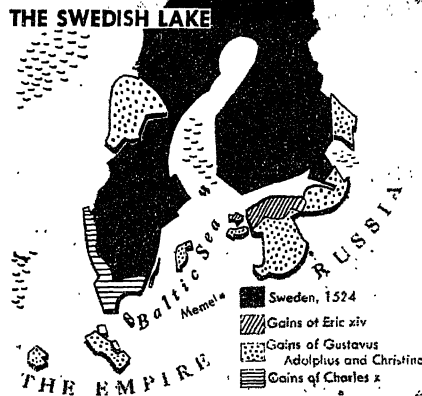 THE SWEDISH LAKE
Baltic Sea
RUSSIA
Memel
Sweden, 1524
Gains of Eric xiv
Gains of Gustavus
Adolphus and Christina
Gains of Charles x
THE EMPIRE